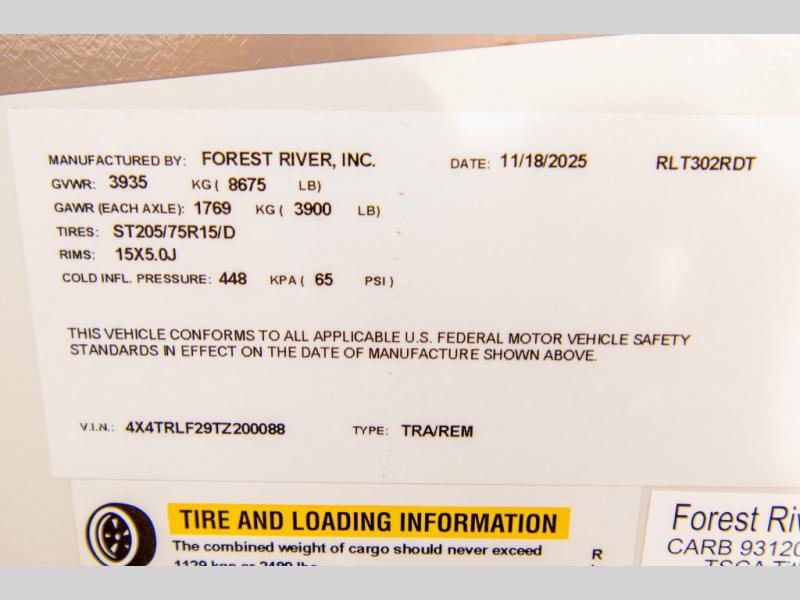 MANUFACTURED BY: FOREST RIVER, INC. DATE: 11/18/2025 RLT302RDT
GVWR: 3935 KG ( 8675 LB)
GAWR (EACH AXLE): 1769 KG ( 3900 LB)
TIRES: ST205/75R15/D
RIMS: 15X5.0J
COLD INFL. PRESSURE: 448 KPA ( 65 PSI )
THIS VEHICLE CONFORMS TO ALL APPLICABLE U.S. FEDERAL MOTOR VEHICLE SAFETY
STANDARDS IN EFFECT ON THE DATE OF MANUFACTURE SHOWN ABOVE.
V.I.N.: 4X4TRLF29TZ200088 TYPE: TRA/REM
TIRE AND LOADING INFORMATION
The combined weight of cargo should never exceed
R
Forest Riv
CARB 93120